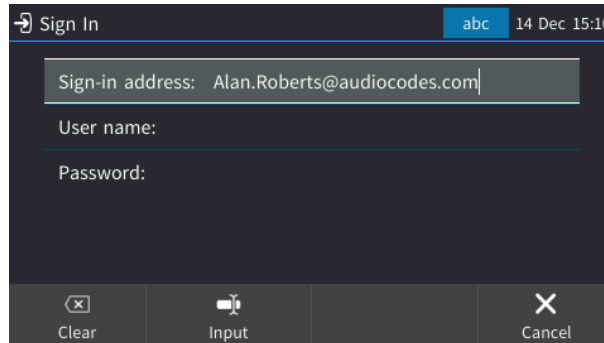 Sign In abc 14 Dec 15:10
Sign-in address: Alan.Roberts@audiocodes.com
User name:
Password:
Clear Input Cancel